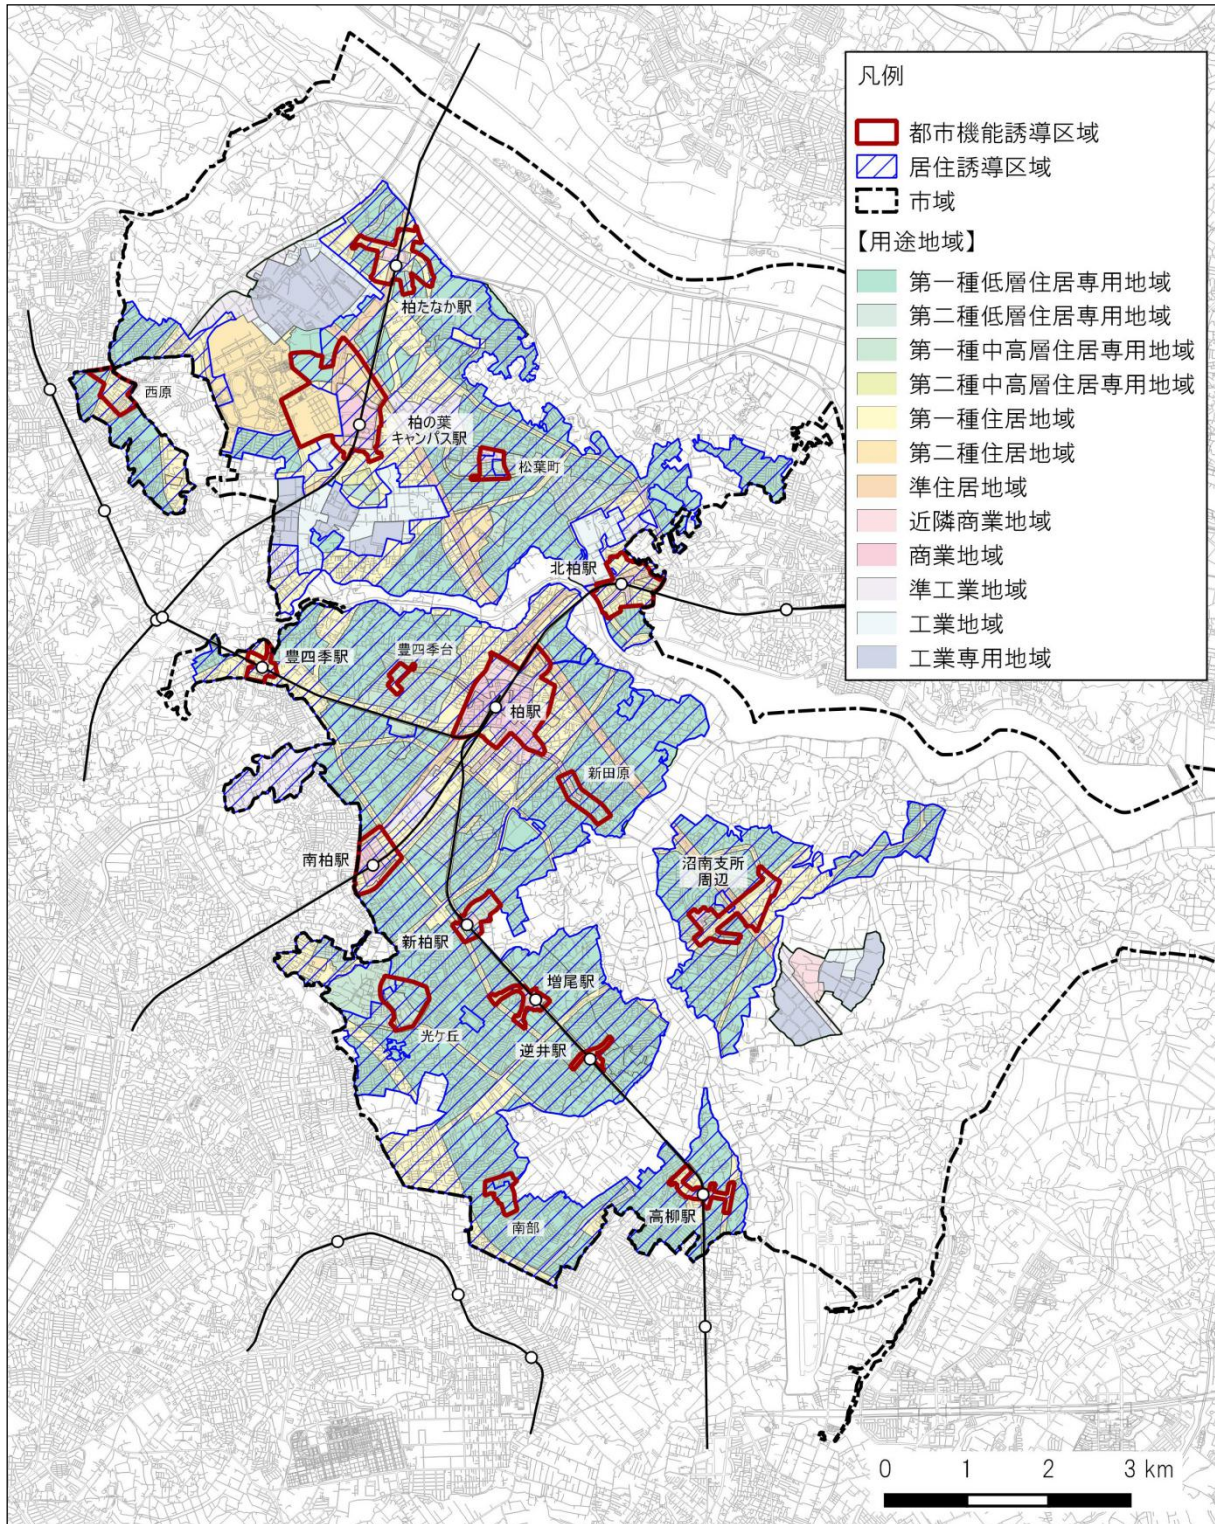 凡例
都市機能誘導区域
居住誘導区域
市域
【用途地域】
第一種低層住居専用地域
第二種低層住居専用地域
第一種中高層住居専用地域
第二種中高層住居専用地域
第一種住居地域
第二種住居地域
準住居地域
近隣商業地域
商業地域
準工業地域
工業地域
工業専用地域
柏たなか駅
西原
柏の葉
キャンパス駅
松葉町
北柏駅
豊四季駅
豊四季台
柏駅
新田原
南柏駅
沼南支所
周辺
新柏駅
増尾駅
光ケ丘
逆井駅
南部
高柳駅
0 1 2 3 km